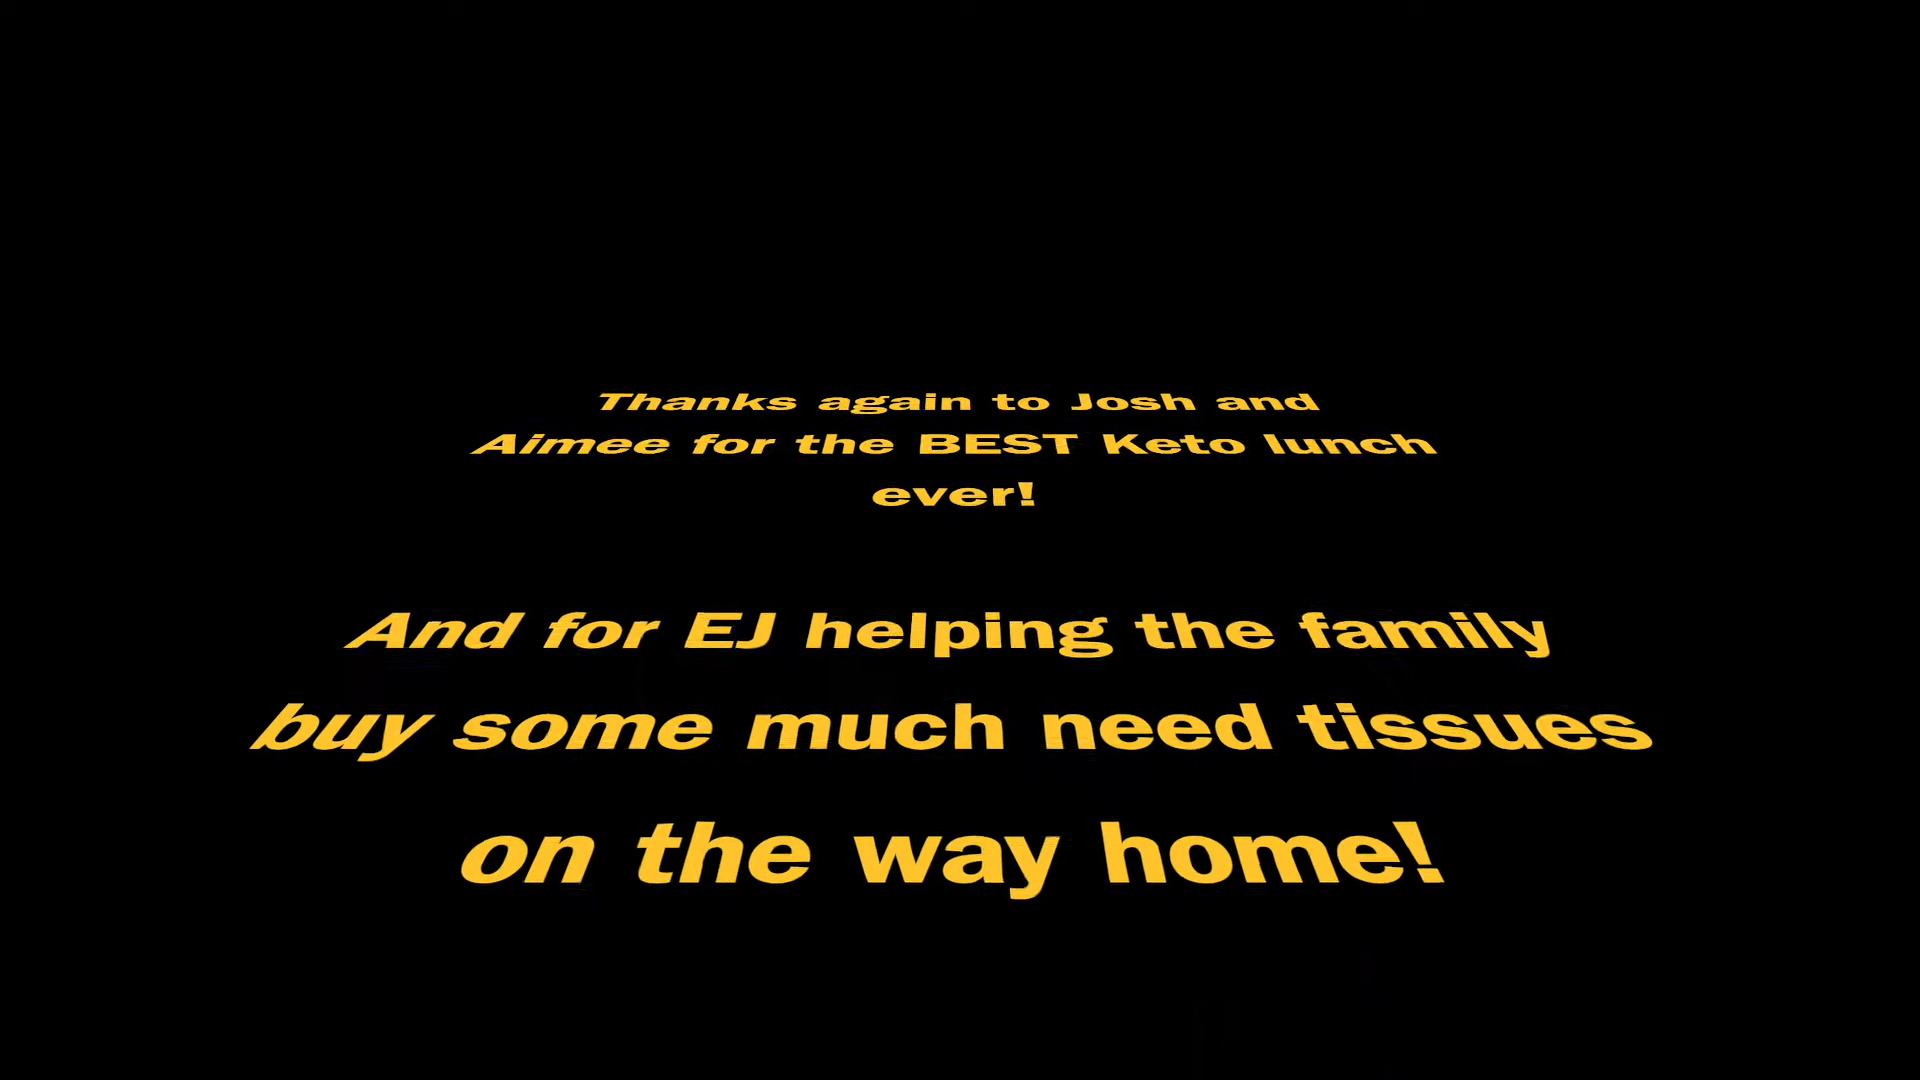 Thanks again to Josh and
Aimee for the BEST Keto lunch
ever!
And for EJ helping the family
buy some much need tissues
on the way home!